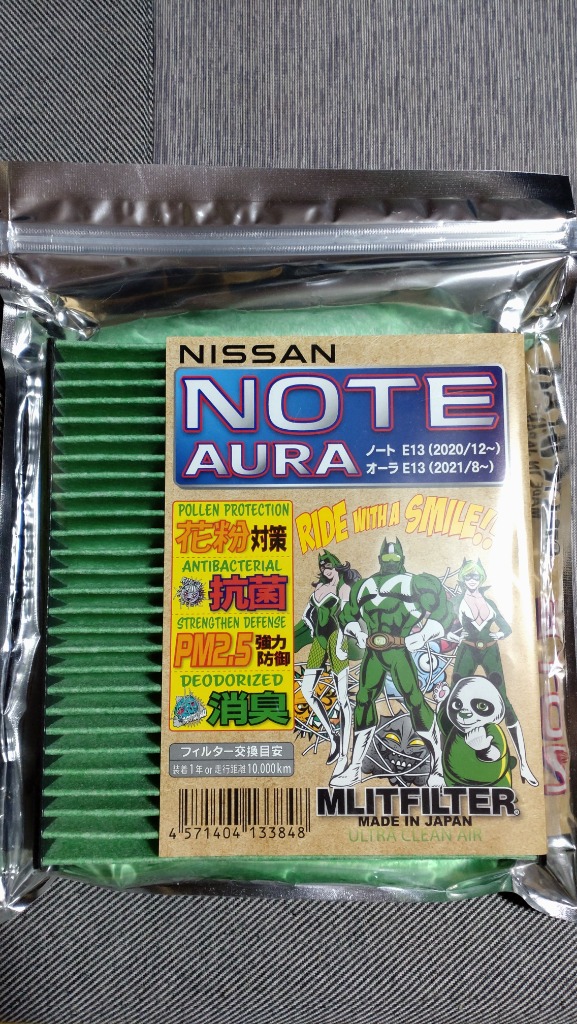 NISSAN
NOTE
AURA
ノート E13 (2020/12~)
オーラ E13 (2021/8~)
POLLEN PROTECTION
花粉対策
ANTIBACTERIAL
抗菌
STRENGTHEN DEFENSE
PM2.5 強力防御
DEODORIZED
消臭
RIDE WITH A SMILE!!
フィルター交換目安
装着1年 or 走行距離10.000km
4 571404 133848
MLITFILTER
MADE IN JAPAN
ULTRA CLEAN AIR